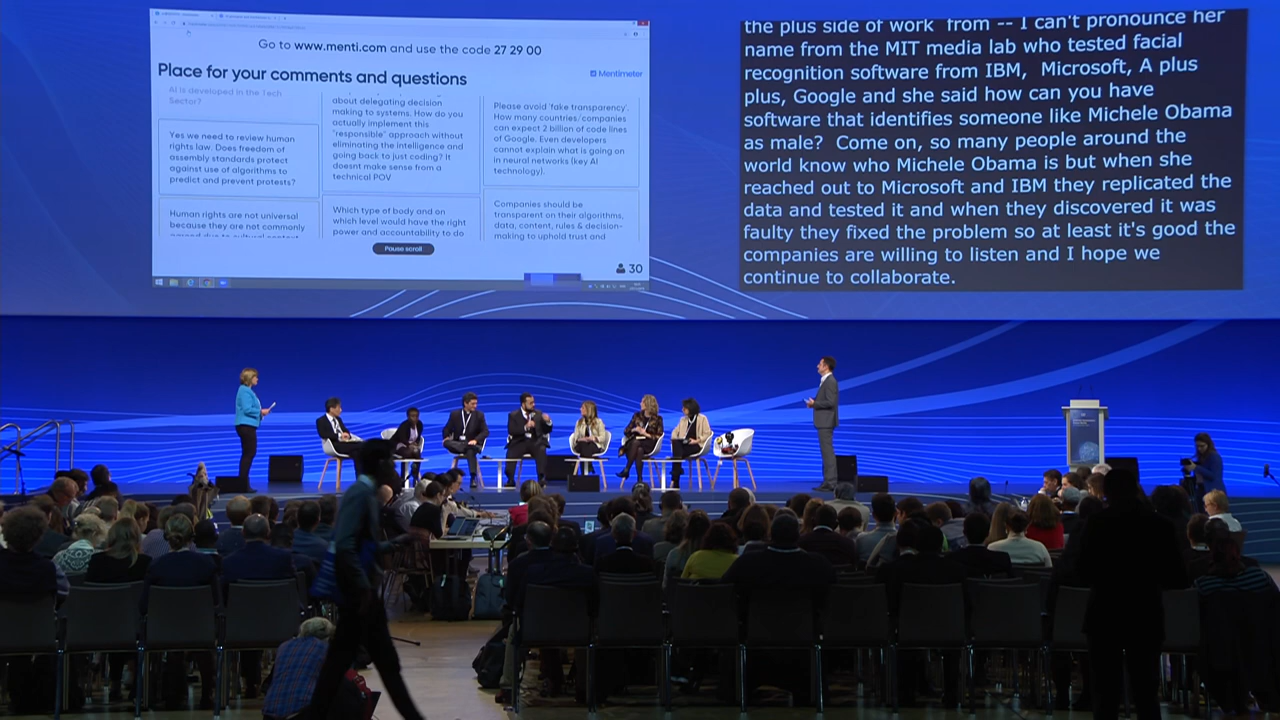 Go to www.menti.com and use the code 27 29 00
Place for your comments and questions
Mentimeter
AI is developed in the Tech
Sector?
Yes we need to review human
rights law. Does freedom of
assembly standards protect
against use of algorithms to
predict and prevent protests?
Human rights are not universal
because they are not commonly
about delegating decision
making to systems. How do you
actually implement this
"responsible" approach without
eliminating the intelligence and
going back to just coding? It
doesnt make sense from a
technical POV
Which type of body and on
which level would have the right
power and accountability to do
Please avoid 'fake transparency'.
How many countries/companies
can expect 2 billion of code lines
of Google. Even developers
cannot explain what is going on
in neural networks (key AI
technology).
Companies should be
transparent on their algorithms,
data, content, rules & decision-
making to uphold trust and
Pause scroll
30
the plus side of work from -- I can't pronounce her
name from the MIT media lab who tested facial
recognition software from IBM, Microsoft, A plus
plus, Google and she said how can you have
software that identifies someone like Michele Obama
as male? Come on, so many people around the
world know who Michele Obama is but when she
reached out to Microsoft and IBM they replicated the
data and tested it and when they discovered it was
faulty they fixed the problem so at least it's good the
companies are willing to listen and I hope we
continue to collaborate.